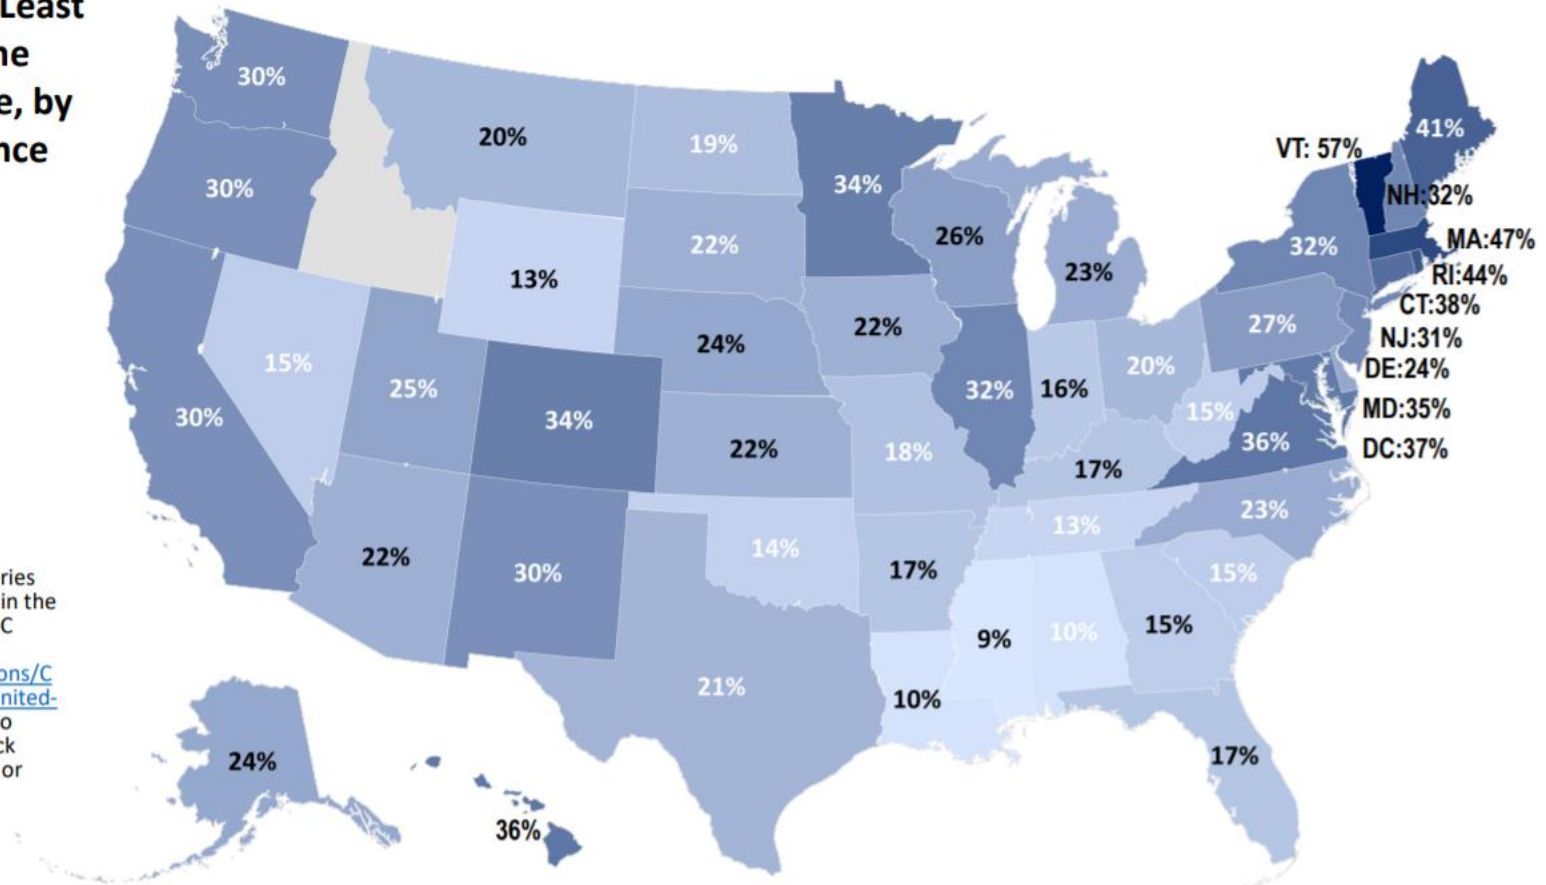 Least
ne
e, by
nce
30%
20%
19%
34%
41%
VT: 57%
NH:32%
30%
22%
26%
23%
32%
MA:47%
RI:44%
CT:38%
13%
24%
22%
27%
NJ:31%
15%
25%
34%
20%
DE:24%
30%
22%
18%
32%
16%
15%
36%
MD:35%
DC:37%
17%
22%
30%
14%
17%
13%
23%
15%
ries
in the
C
ons/C
nited-
o
ck
or
21%
10%
9%
10%
15%
17%
24%
36%